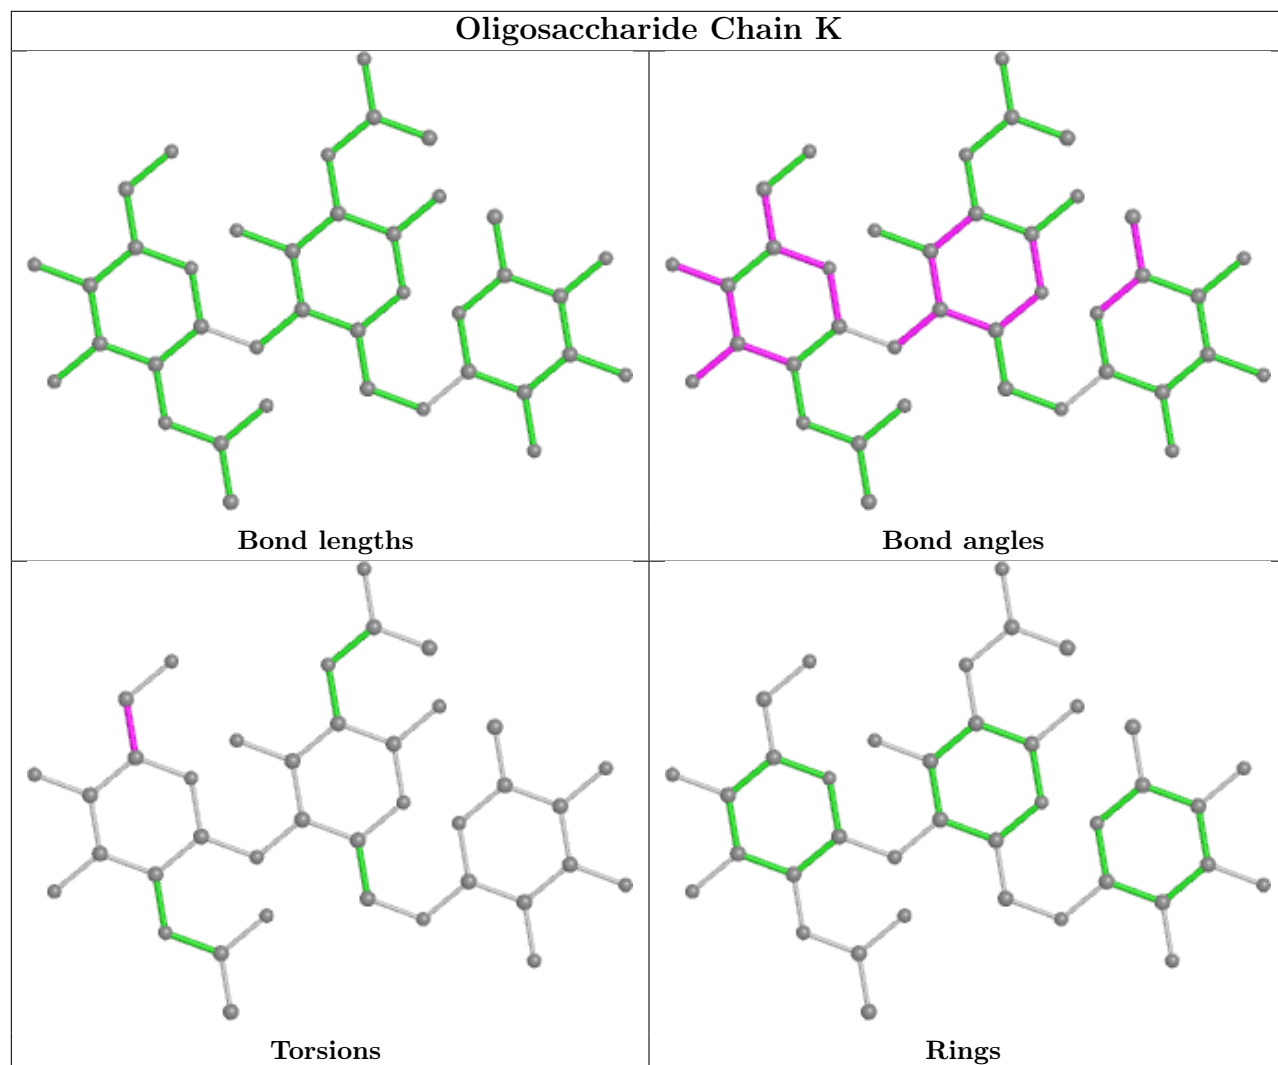 Oligosaccharide Chain K
Bond lengths
Bond angles
Torsions
Rings